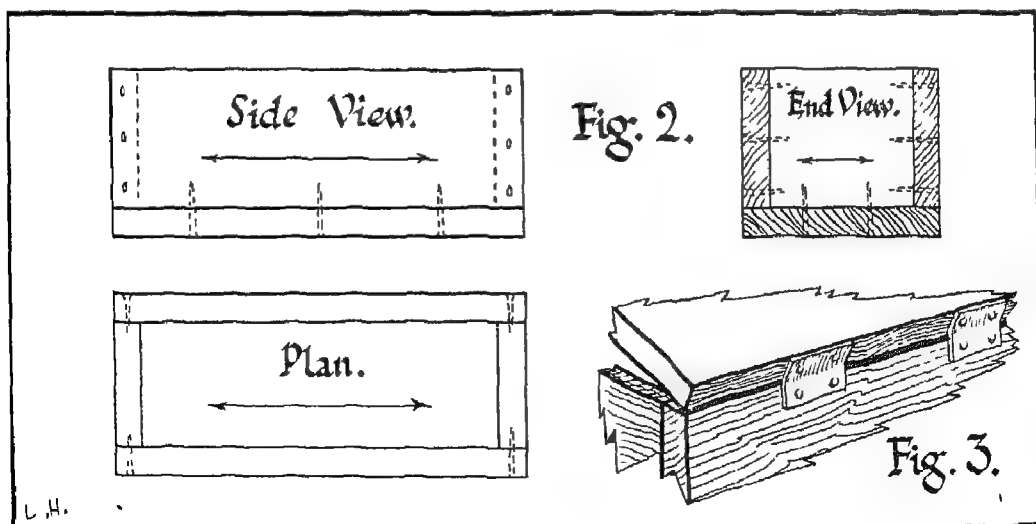 Side View.
Fig. 2.
End View.
Plan.
Fig. 3.
L.H.